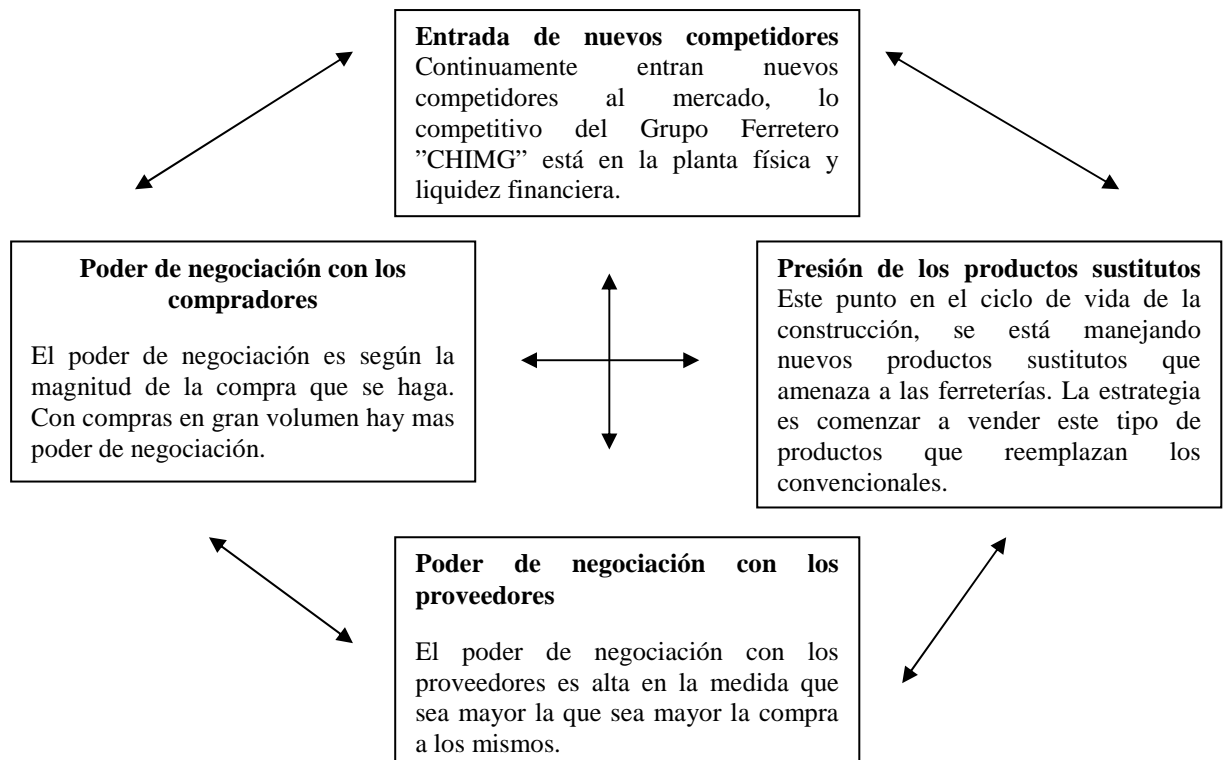 Entrada de nuevos competidores
Continuamente entran nuevos
competidores al mercado, lo
competitivo del Grupo Ferretero
”CHIMG” está en la planta física y
liquidez financiera.
Poder de negociación con los
compradores
El poder de negociación es según la
magnitud de la compra que se haga.
Con compras en gran volumen hay mas
poder de negociación.
Presión de los productos sustitutos
Este punto en el ciclo de vida de la
construcción, se está manejando
nuevos productos sustitutos que
amenaza a las ferreterías. La estrategia
es comenzar a vender este tipo de
productos que reemplazan los
convencionales.
Poder de negociación con los
proveedores
El poder de negociación con los
proveedores es alta en la medida que
sea mayor la que sea mayor la compra
a los mismos.